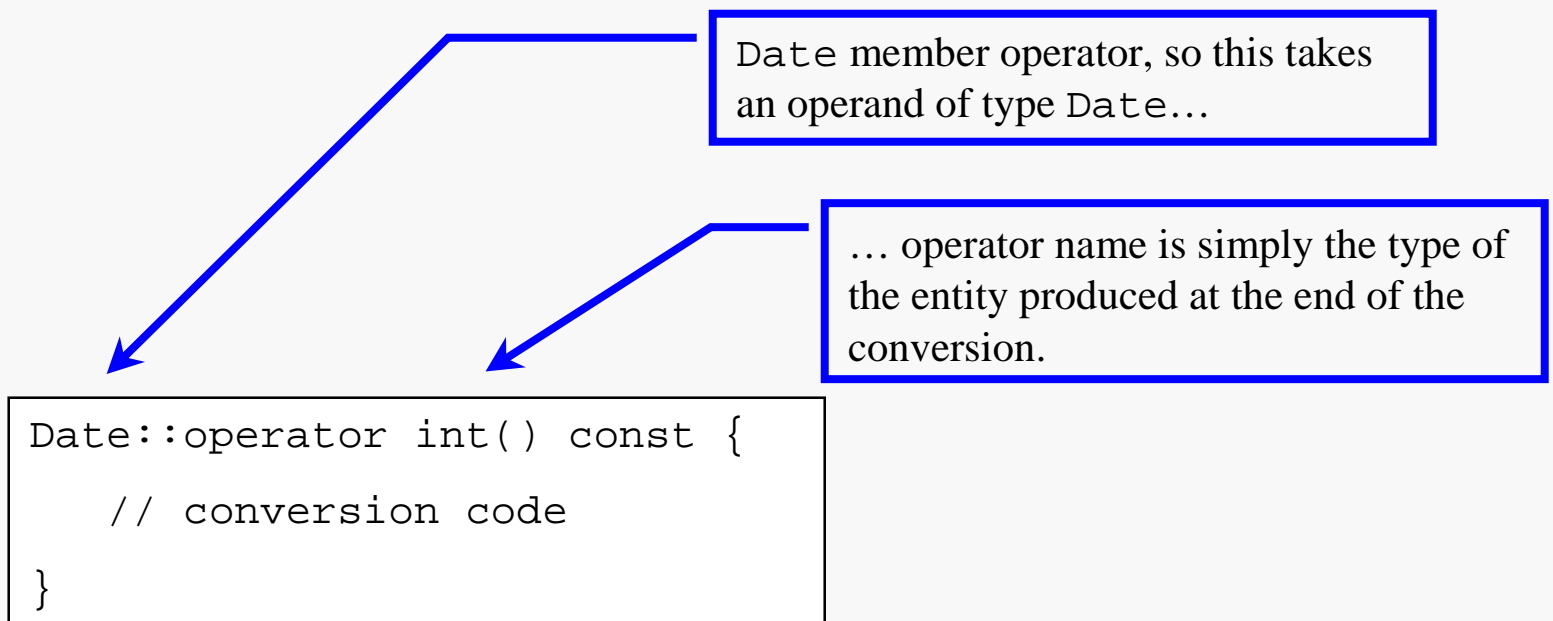 Date member operator, so this takes
an operand of type Date…
… operator name is simply the type of
the entity produced at the end of the
conversion.
Date::operator int() const {
// conversion code
}